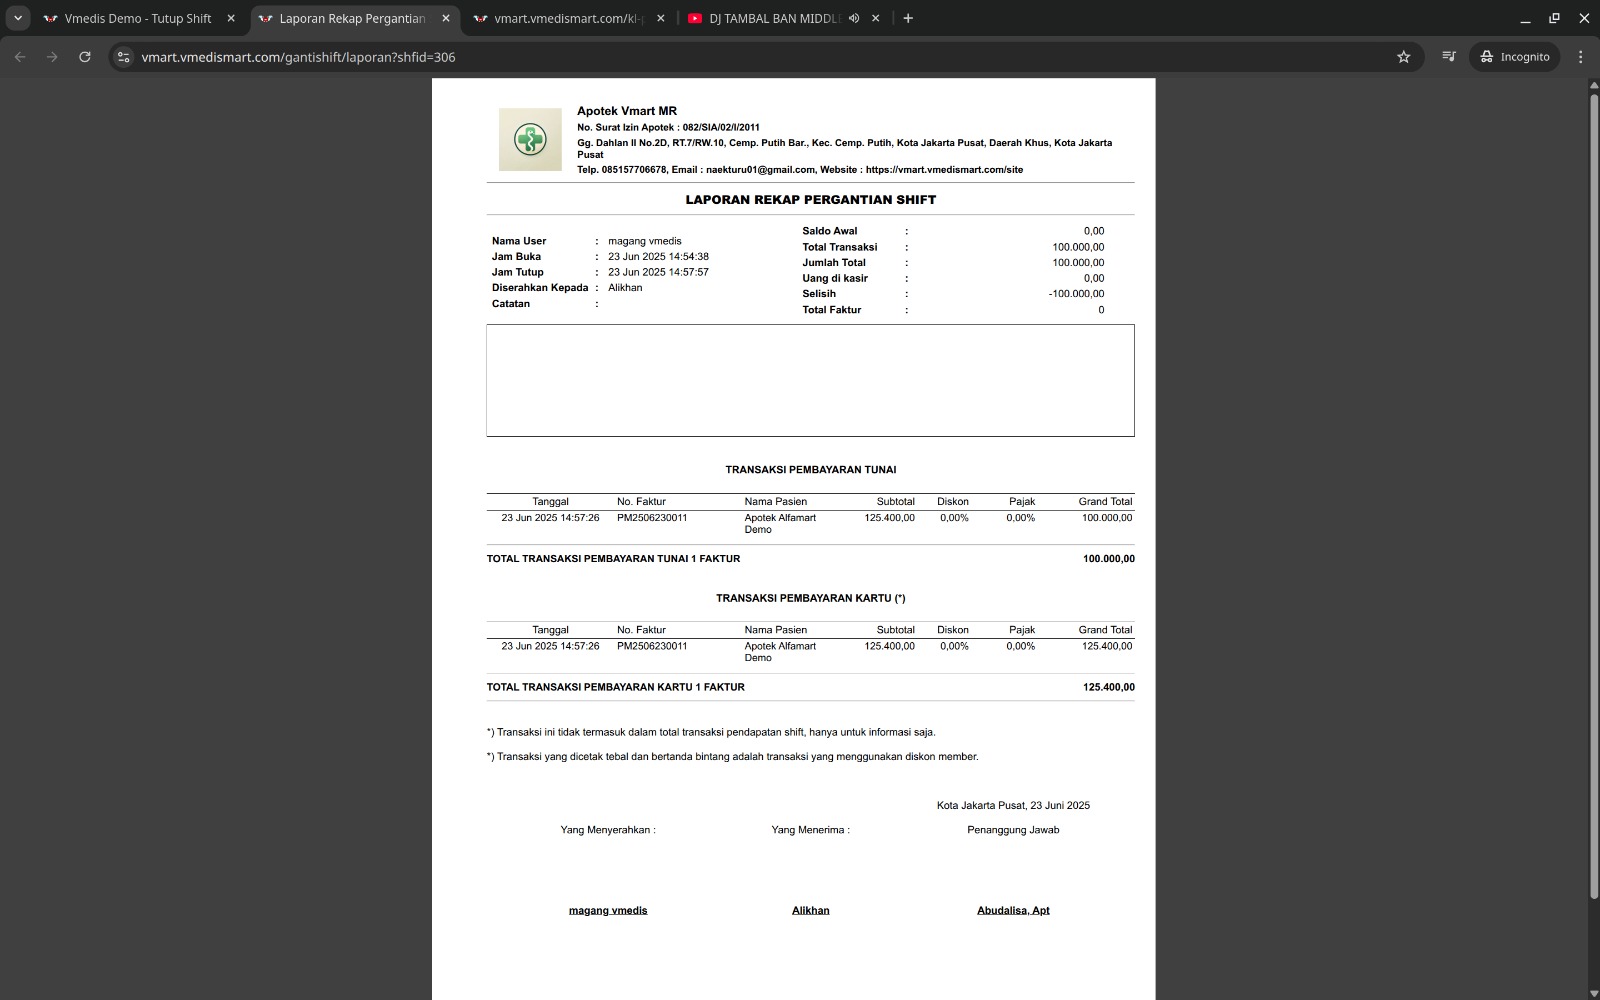 Vmedis Demo - Tutup Shift
Laporan Rekap Pergantian
vmart.vmedismart.com/kl-p
DJ TAMBAL BAN MIDDLE
vmart.vmedismart.com/gantishift/laporan?shfid=306
Incognito
Apotek Vmart MR
No. Surat Izin Apotek : 082/SIA/02/I/2011
Gg. Dahlan II No.2D, RT.7/RW.10, Cemp. Putih Bar., Kec. Cemp. Putih, Kota Jakarta Pusat, Daerah Khus, Kota Jakarta
Pusat
Telp. 085157706678, Email : naekturu01@gmail.com, Website : https://vmart.vmedismart.com/site
LAPORAN REKAP PERGANTIAN SHIFT
Nama User : magang vmedis
Jam Buka : 23 Jun 2025 14:54:38
Jam Tutup : 23 Jun 2025 14:57:57
Diserahkan Kepada : Alikhan
Catatan :
Saldo Awal : 0,00
Total Transaksi : 100.000,00
Jumlah Total : 100.000,00
Uang di kasir : 0,00
Selisih : -100.000,00
Total Faktur : 0
TRANSAKSI PEMBAYARAN TUNAI
Tanggal No. Faktur Nama Pasien Subtotal Diskon Pajak Grand Total
23 Jun 2025 14:57:26 PM2506230011 Apotek Alfamart 125.400,00 0,00% 0,00% 100.000,00
Demo
TOTAL TRANSAKSI PEMBAYARAN TUNAI 1 FAKTUR 100.000,00
TRANSAKSI PEMBAYARAN KARTU (*)
Tanggal No. Faktur Nama Pasien Subtotal Diskon Pajak Grand Total
23 Jun 2025 14:57:26 PM2506230011 Apotek Alfamart 125.400,00 0,00% 0,00% 125.400,00
Demo
TOTAL TRANSAKSI PEMBAYARAN KARTU 1 FAKTUR 125.400,00
*) Transaksi ini tidak termasuk dalam total transaksi pendapatan shift, hanya untuk informasi saja.
*) Transaksi yang dicetak tebal dan bertanda bintang adalah transaksi yang menggunakan diskon member.
Kota Jakarta Pusat, 23 Juni 2025
Yang Menyerahkan : Yang Menerima : Penanggung Jawab
magang vmedis Alikhan Abudalisa, Apt